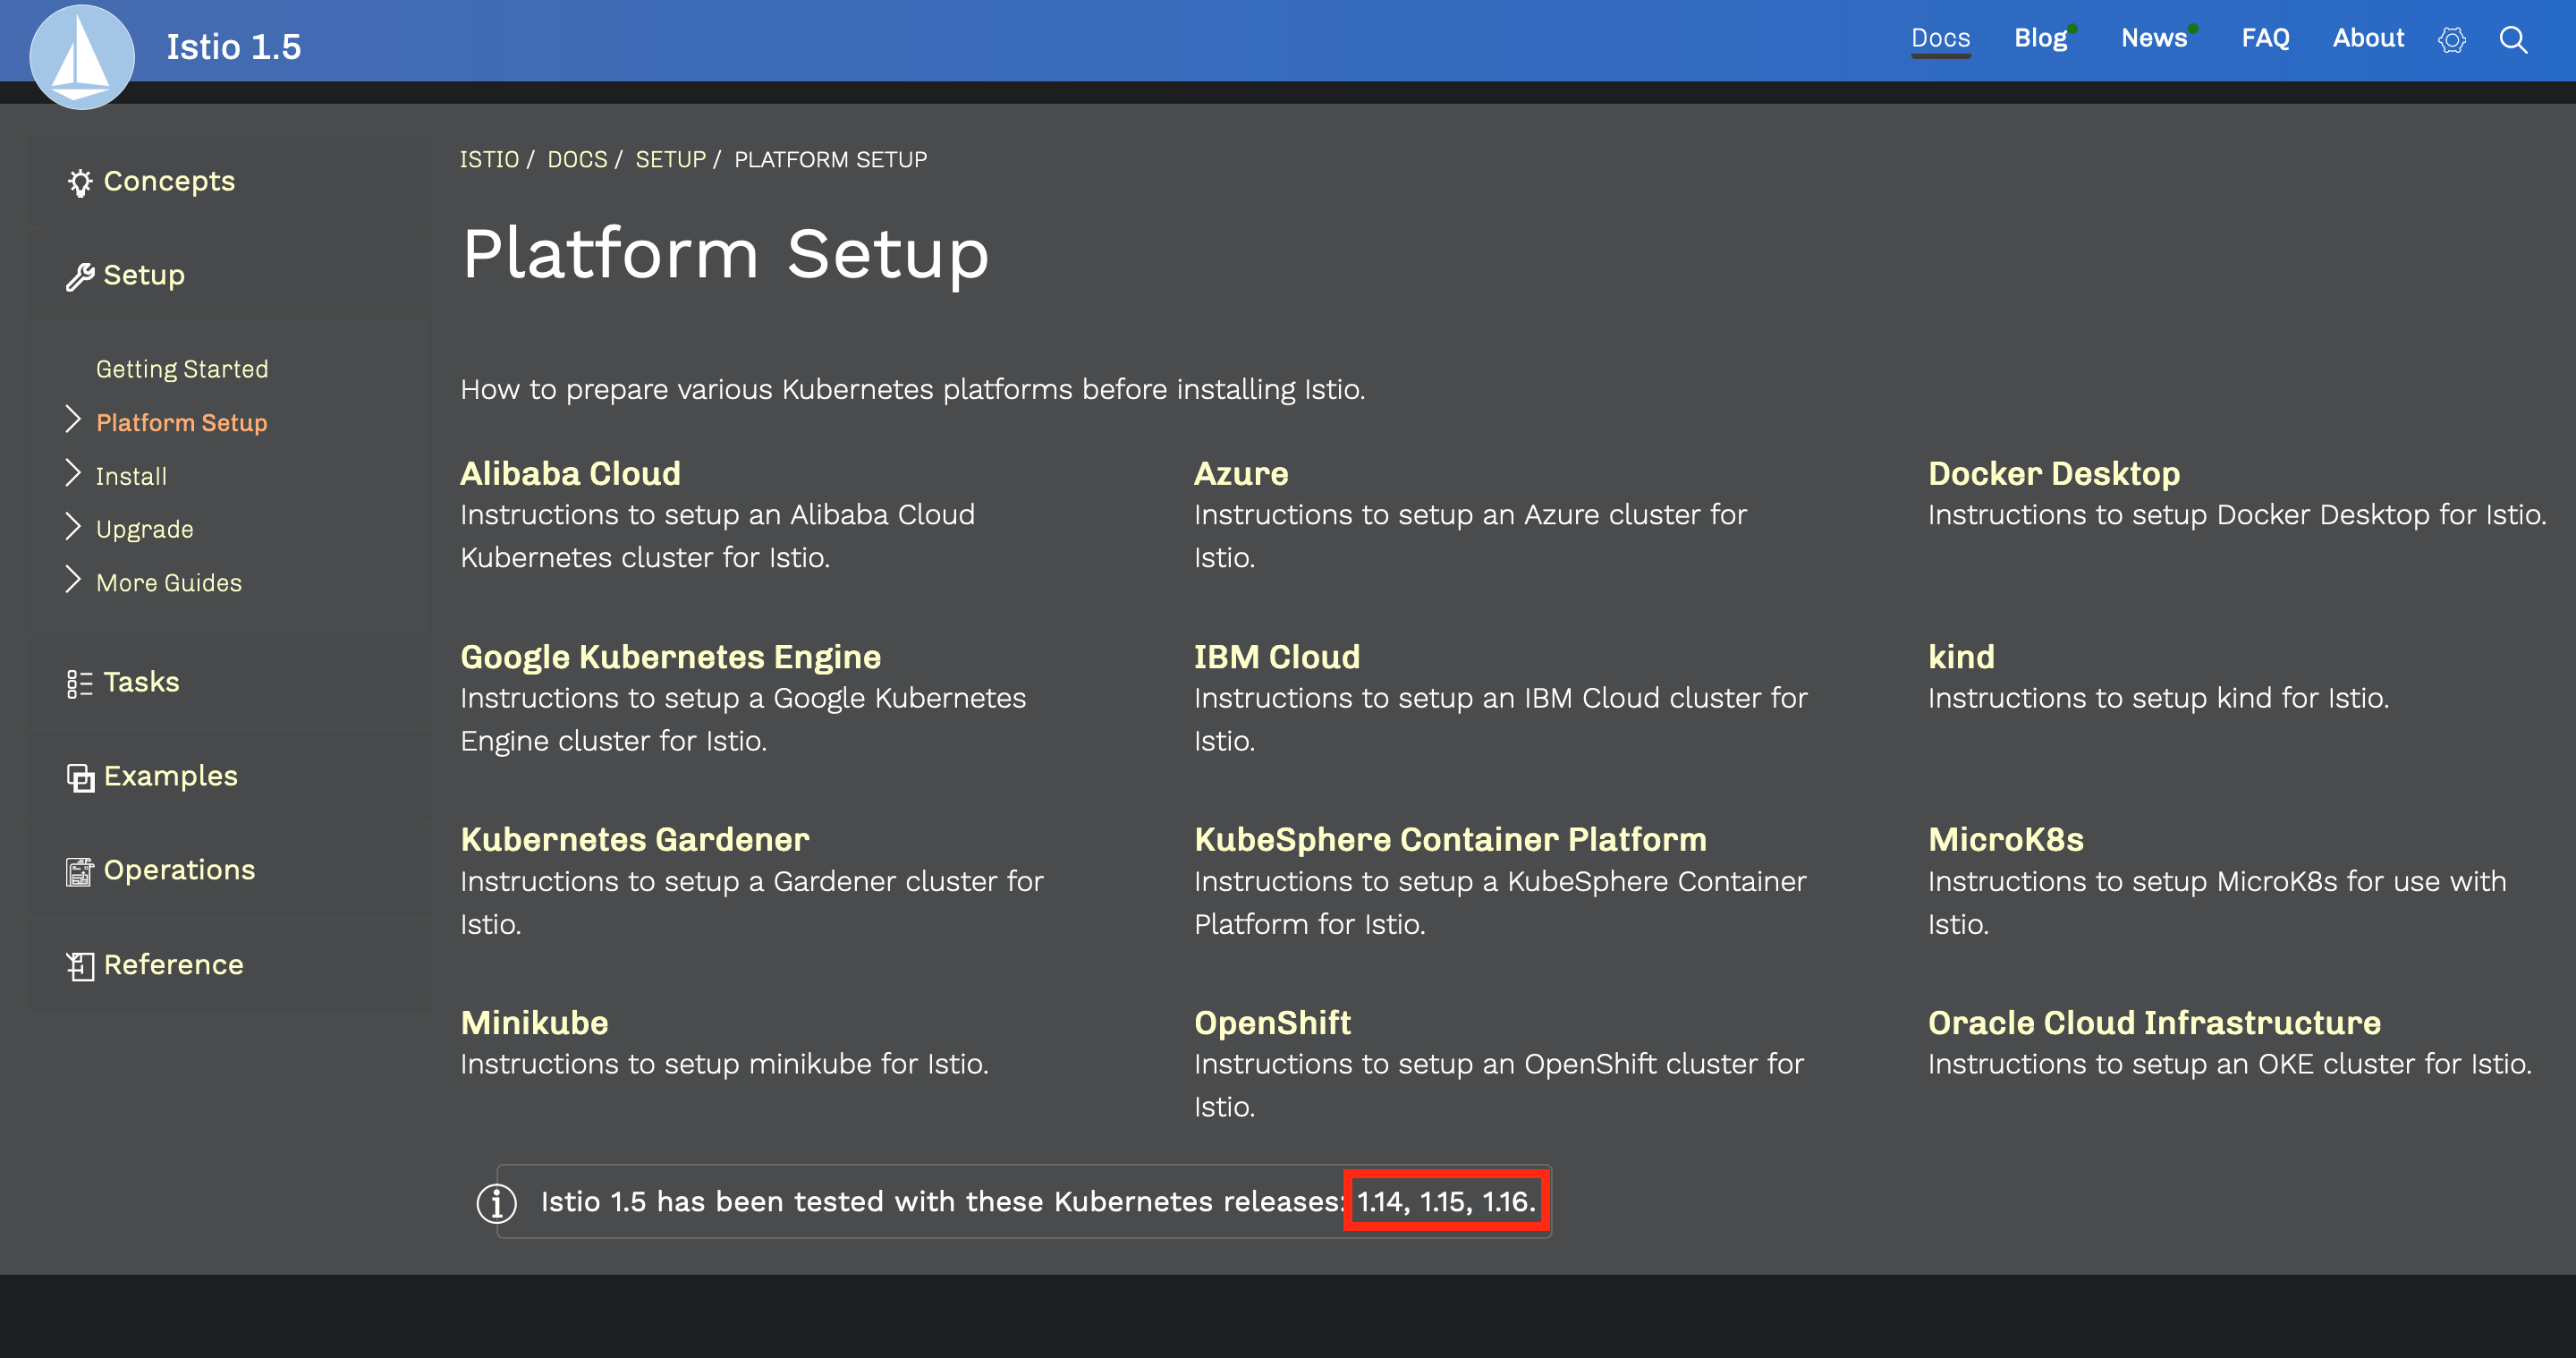 Istio 1.5
Docs Blog News FAQ About
Concepts
Setup
Getting Started
Platform Setup
Install
Upgrade
More Guides
Tasks
Examples
Operations
Reference
ISTIO / DOCS / SETUP / PLATFORM SETUP
Platform Setup
How to prepare various Kubernetes platforms before installing Istio.
Alibaba Cloud
Instructions to setup an Alibaba Cloud
Kubernetes cluster for Istio.
Azure
Instructions to setup an Azure cluster for
Istio.
Docker Desktop
Instructions to setup Docker Desktop for Istio.
Google Kubernetes Engine
Instructions to setup a Google Kubernetes
Engine cluster for Istio.
IBM Cloud
Instructions to setup an IBM Cloud cluster for
Istio.
kind
Instructions to setup kind for Istio.
Kubernetes Gardener
Instructions to setup a Gardener cluster for
Istio.
KubeSphere Container Platform
Instructions to setup a KubeSphere Container
Platform for Istio.
MicroK8s
Instructions to setup MicroK8s for use with
Istio.
Minikube
Instructions to setup minikube for Istio.
OpenShift
Instructions to setup an OpenShift cluster for
Istio.
Oracle Cloud Infrastructure
Instructions to setup an OKE cluster for Istio.
Istio 1.5 has been tested with these Kubernetes releases: 1.14, 1.15, 1.16.